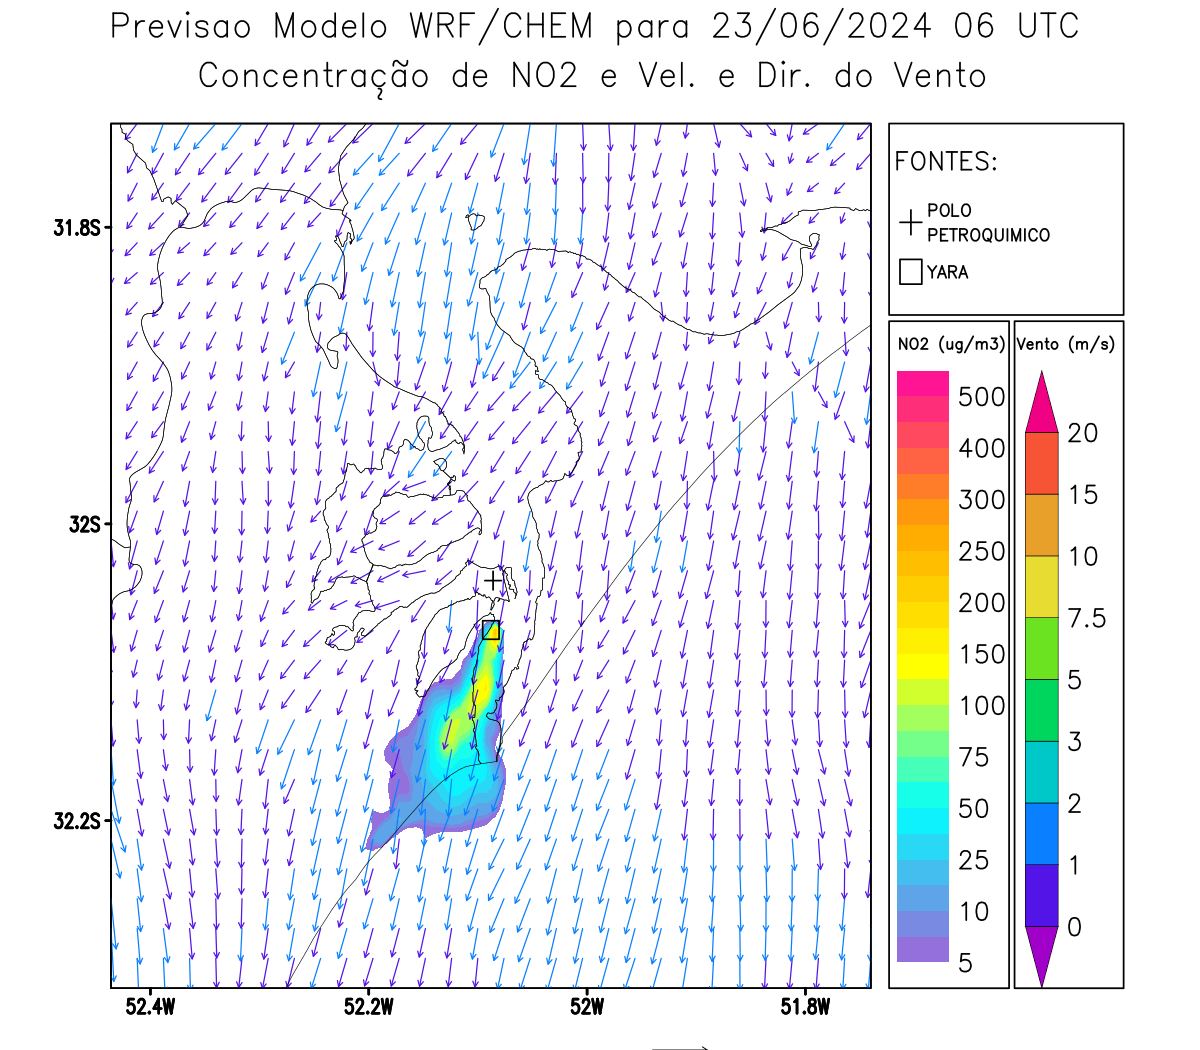 Previsao Modelo WRF/CHEM para 23/06/2024 06 UTC
Concentração de NO2 e Vel. e Dir. do Vento
FONTES:
POLO
PETROQUIMICO
YARA
31.8S
32S
32.2S
52.4W
52.2W
52W
51.8W
NO2 (ug/m3)
500
400
300
250
200
150
100
75
50
25
10
5
Vento (m/s)
20
15
10
7.5
5
3
2
1
0